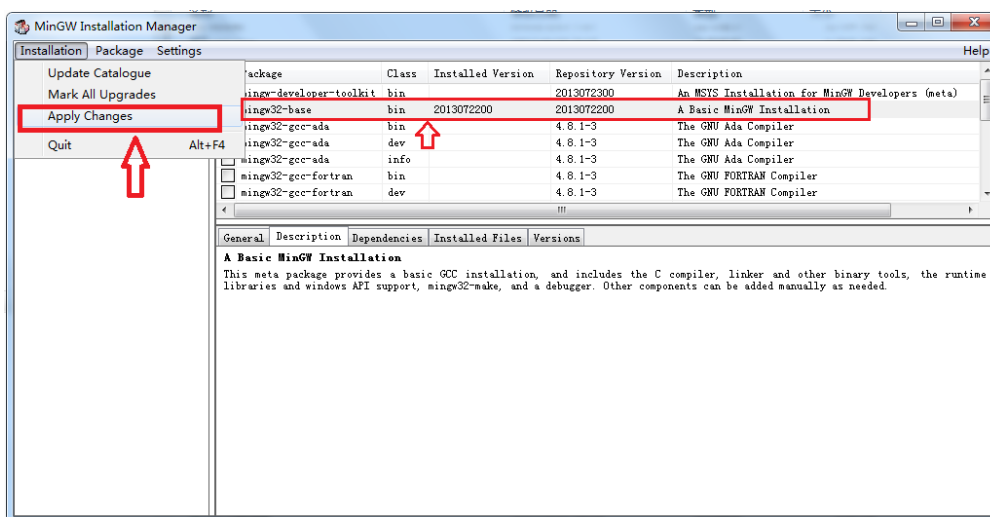 MinGW Installation Manager
Installation Package Settings Help
Update Catalogue
Mark All Upgrades
Apply Changes
Quit Alt+F4
Package Class Installed Version Repository Version Description
mingw-developer-toolkit bin 2013072300 An MSYS Installation for MinGW Developers (meta)
mingw32-base bin 2013072200 2013072200 A Basic MinGW Installation
mingw32-gcc-ada bin 4.8.1-3 The GNU Ada Compiler
mingw32-gcc-ada dev 4.8.1-3 The GNU Ada Compiler
mingw32-gcc-ada info 4.8.1-3 The GNU Ada Compiler
mingw32-gcc-fortran bin 4.8.1-3 The GNU FORTRAN Compiler
mingw32-gcc-fortran dev 4.8.1-3 The GNU FORTRAN Compiler
General Description Dependencies Installed Files Versions
A Basic MinGW Installation
This meta package provides a basic GCC installation, and includes the C compiler, linker and other binary tools, the runtime
libraries and windows API support, mingw32-make, and a debugger. Other components can be added manually as needed.